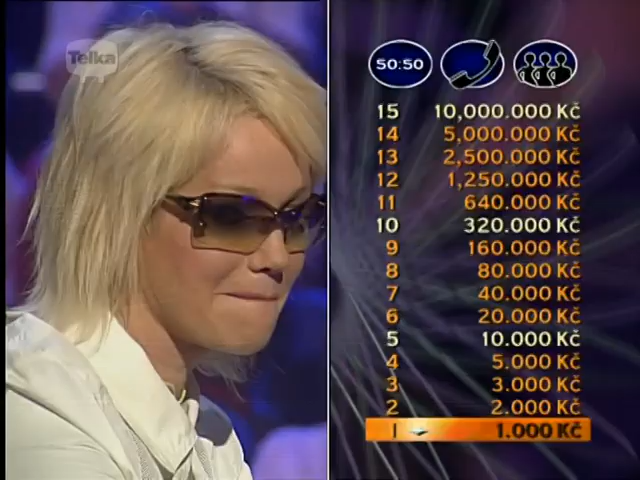 Telka
50:50
15 10,000.000 Kč
14 5,000.000 Kč
13 2,500.000 Kč
12 1,250.000 Kč
11 640.000 Kč
10 320.000 Kč
9 160.000 Kč
8 80.000 Kč
7 40.000 Kč
6 20.000 Kč
5 10.000 Kč
4 5.000 Kč
3 3.000 Kč
2 2.000 Kč
1 1.000 Kč